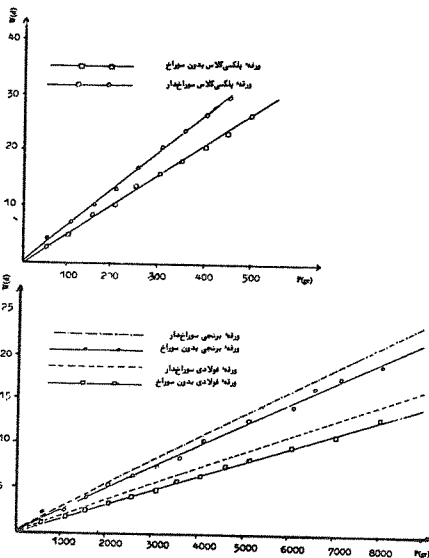 W(d)
40
ورقهٔ پلکسی‌گلاس بدون سوراخ
ورقهٔ پلکسی‌گلاس سوراخدار
30
20
10
100 200 300 400 500 P(gr)
W(d)
25
ورقهٔ برنجی سوراخدار
ورقهٔ برنجی بدون سوراخ
20
ورقهٔ فولادی سوراخدار
ورقهٔ فولادی بدون سوراخ
15
10
5
0 1000 2000 3000 4000 5000 6000 7000 8000 P(gr)